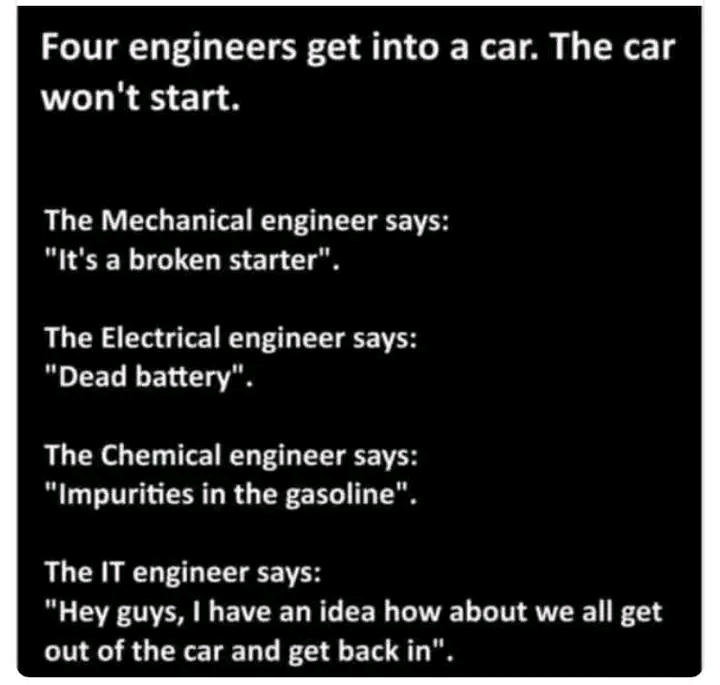 Four engineers get into a car. The car
won't start.
The Mechanical engineer says:
"It's a broken starter".
The Electrical engineer says:
"Dead battery".
The Chemical engineer says:
"Impurities in the gasoline".
The IT engineer says:
"Hey guys, I have an idea how about we all get
out of the car and get back in".